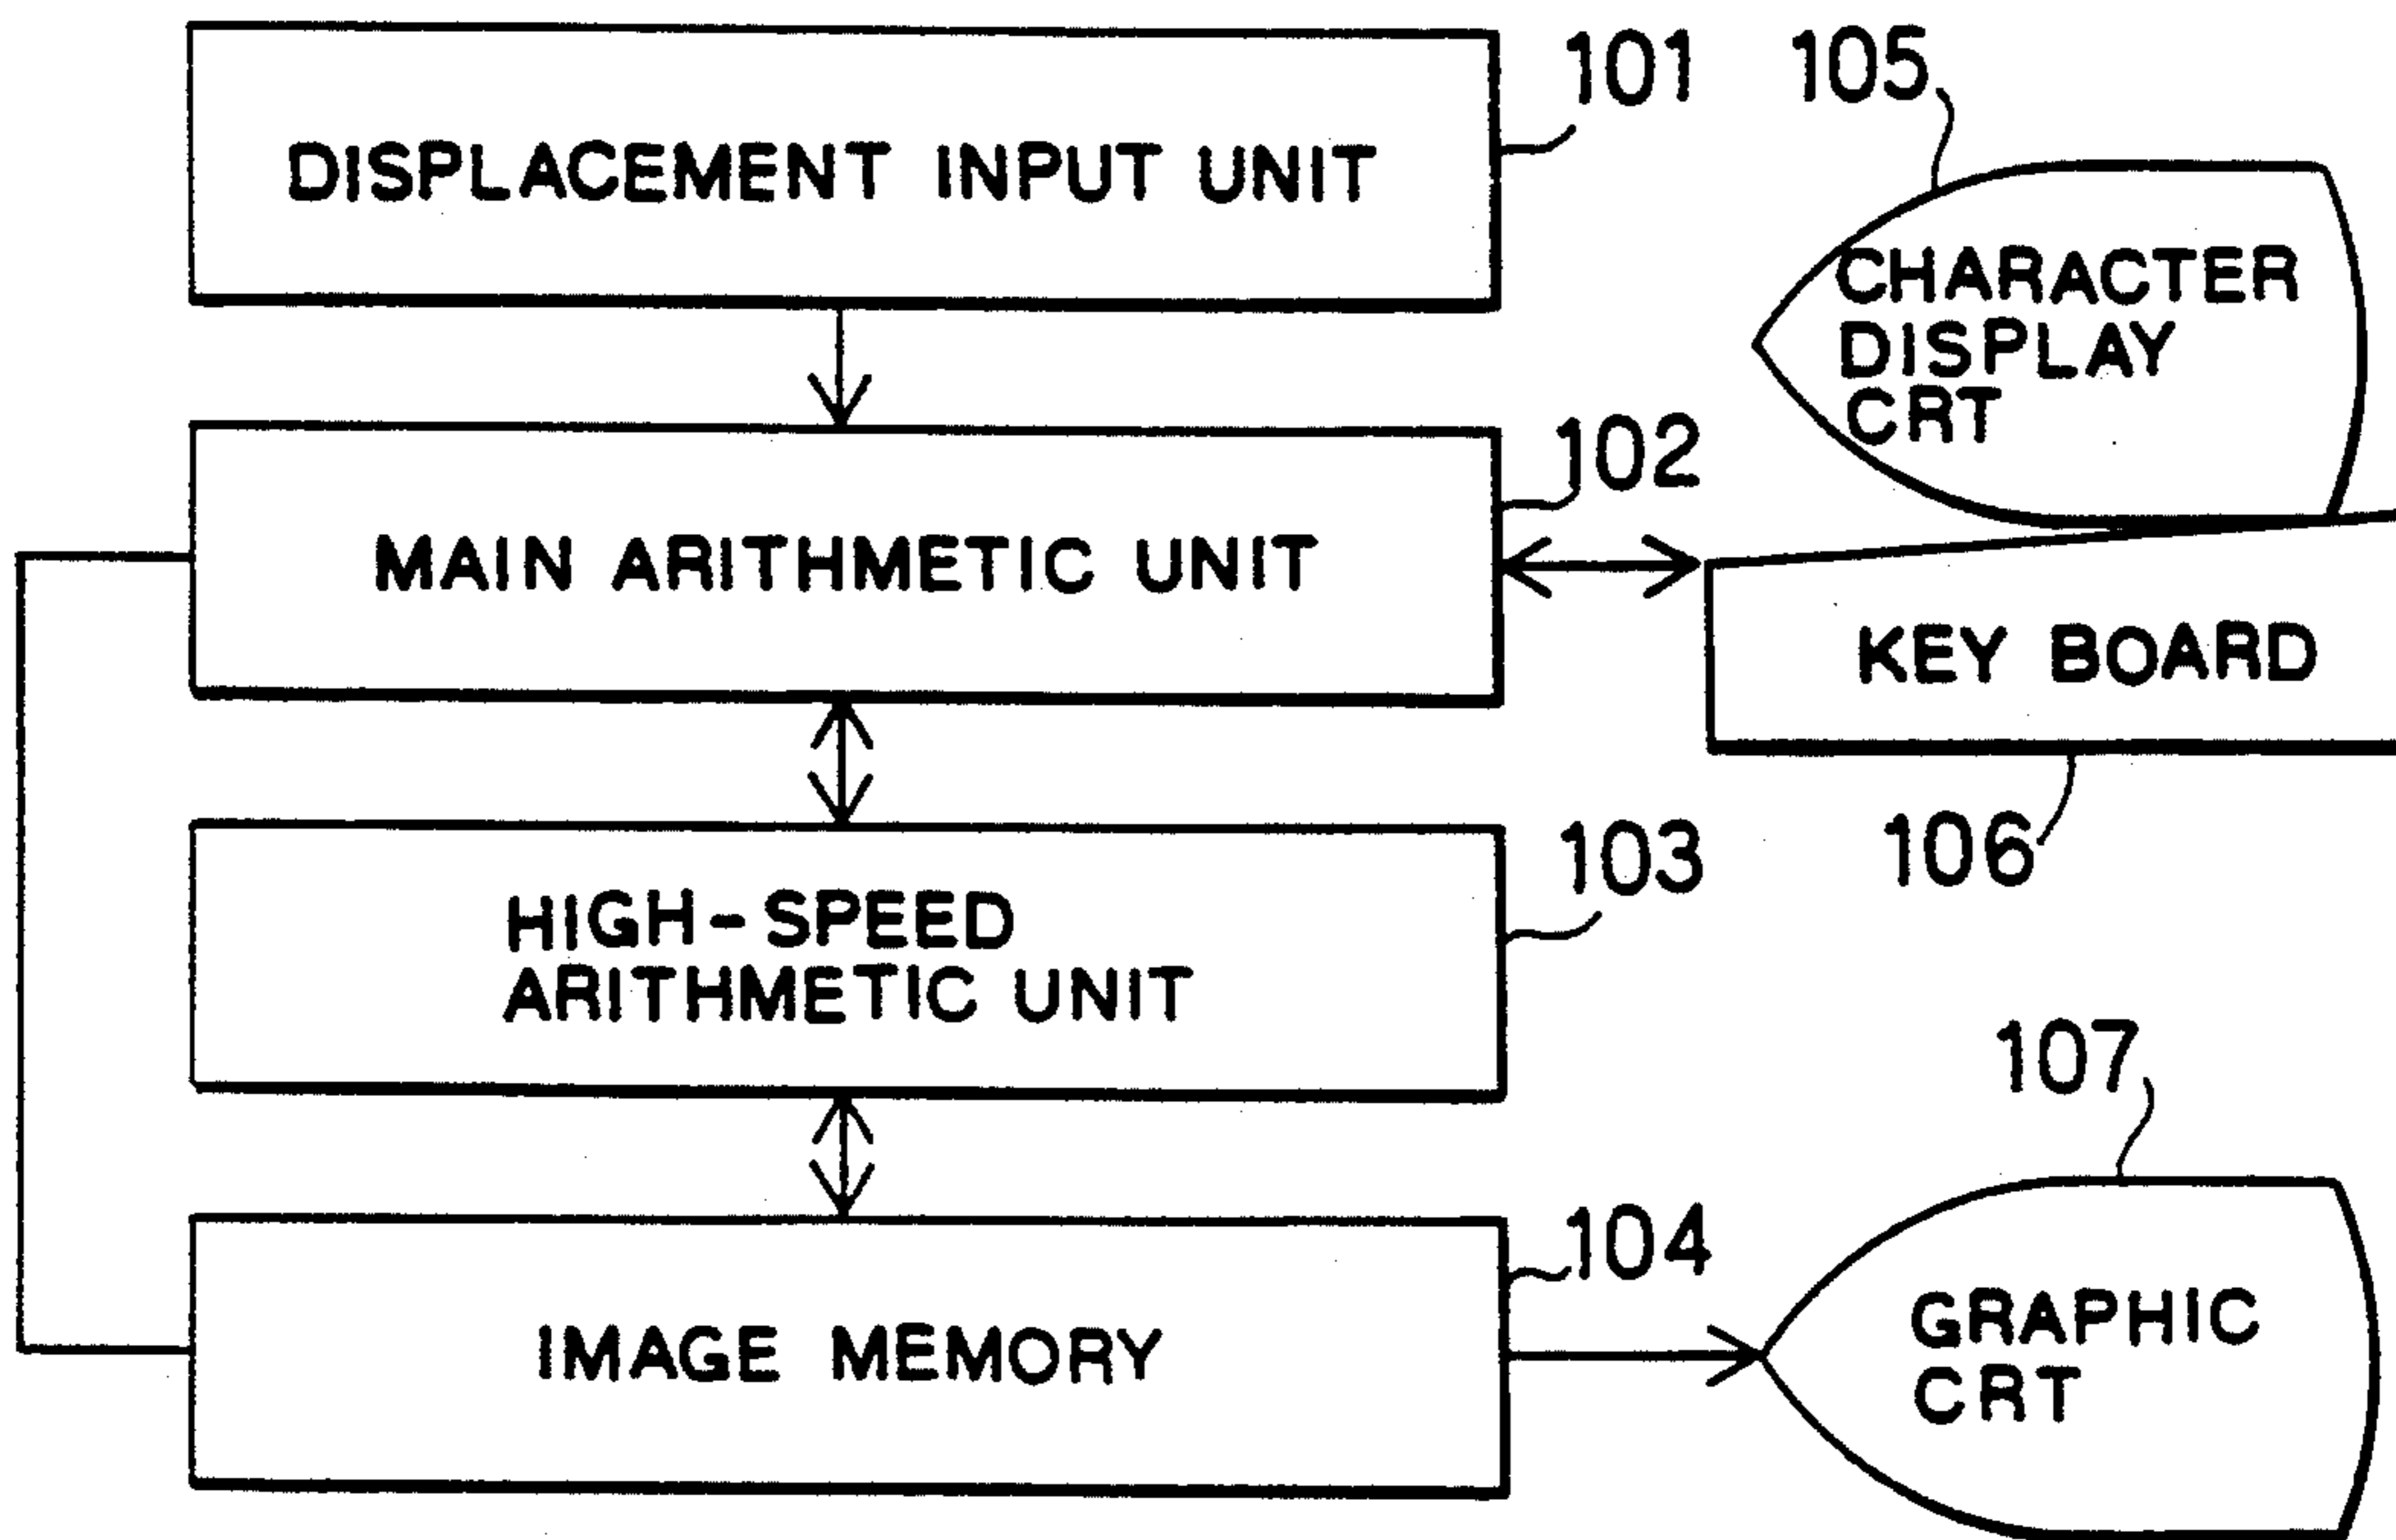 DISPLACEMENT INPUT UNIT
101
105
CHARACTER
DISPLAY
CRT
MAIN ARITHMETIC UNIT
102
KEY BOARD
106
HIGH-SPEED
ARITHMETIC UNIT
103
107
IMAGE MEMORY
104
GRAPHIC
CRT